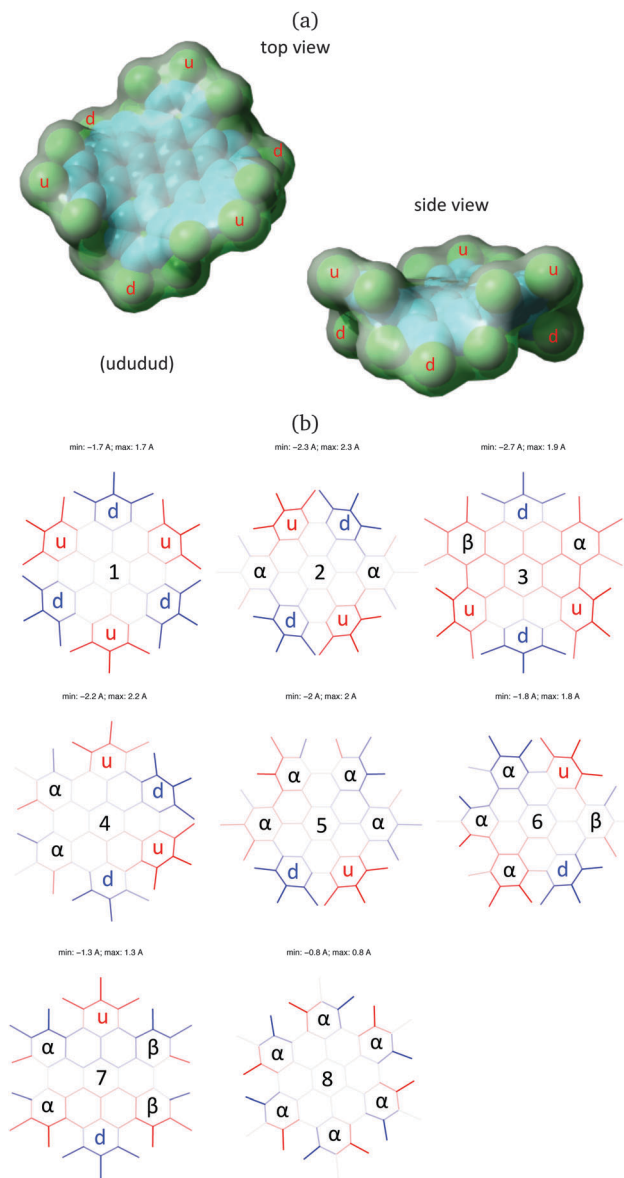 (a)
top view
u
d
d
u
u
d
(ududud)
side view
u
u
u
d
d
d
(b)
min: −1.7 A; max: 1.7 A
min: −2.3 A; max: 2.3 A
min: −2.7 A; max: 1.9 A
d
u
u
1
d
d
u
u
d
α
2
α
d
u
d
β
α
3
u
u
d
min: −2.2 A; max: 2.2 A
min: −2 A; max: 2 A
min: −1.8 A; max: 1.8 A
u
α
d
4
α
u
d
α
α
α
5
α
d
u
α
u
α
6
β
α
d
min: −1.3 A; max: 1.3 A
min: −0.8 A; max: 0.8 A
u
α
β
7
α
β
d
α
α
α
8
α
α
α